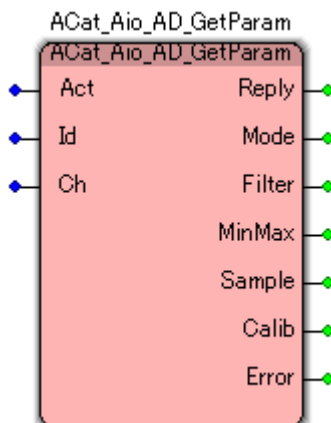 ACat_Aio_AD_GetParam
ACat_Aio_AD_GetParam
Act Reply
Id Mode
Ch Filter
MinMax
Sample
Calib
Error